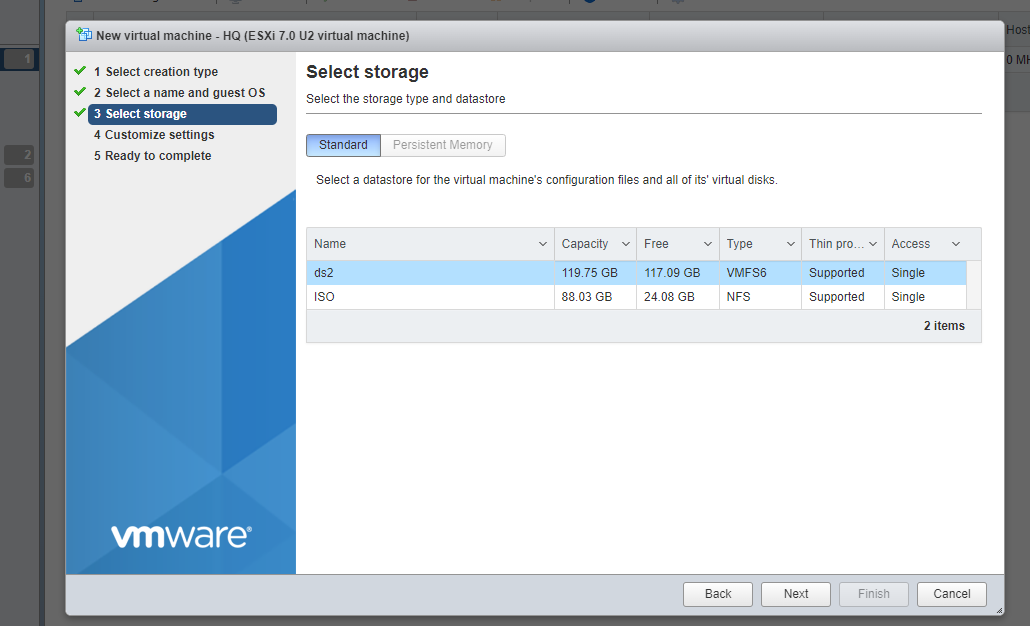 New virtual machine - HQ (ESXi 7.0 U2 virtual machine)
1 Select creation type
2 Select a name and guest OS
3 Select storage
4 Customize settings
5 Ready to complete
Select storage
Select the storage type and datastore
Standard Persistent Memory
Select a datastore for the virtual machine's configuration files and all of its' virtual disks.
Name Capacity Free Type Thin pro... Access
ds2 119.75 GB 117.09 GB VMFS6 Supported Single
ISO 88.03 GB 24.08 GB NFS Supported Single
2 items
vmware®
Back Next Finish Cancel
1
2
6
Host
0 MH